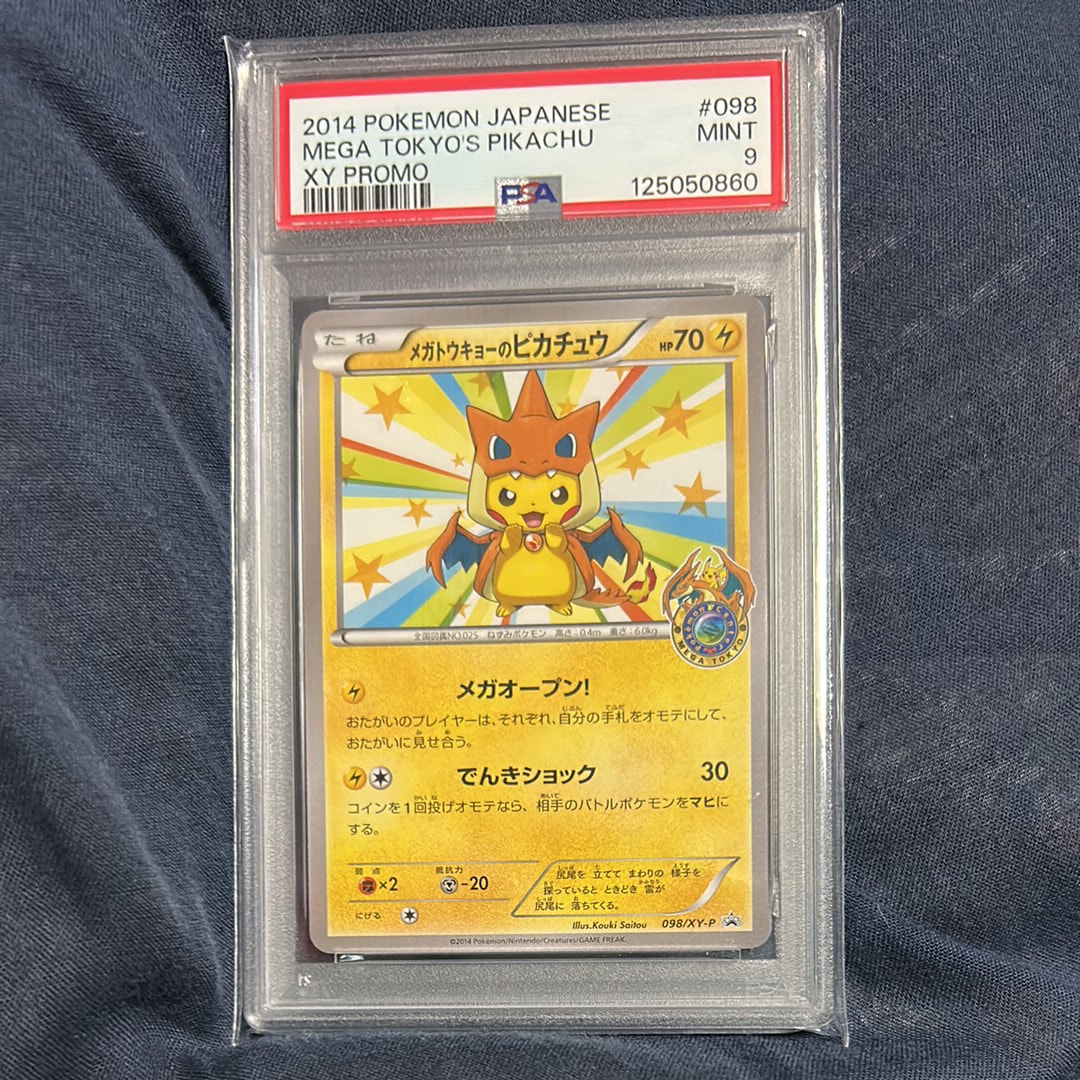 2014 POKEMON JAPANESE #098
MEGA TOKYO'S PIKACHU MINT
XY PROMO 9
PSA 125050860
たね メガトウキョーのピカチュウ HP70
Pokémon Center
MEGA TOKYO
全国図鑑NO.025 ねずみポケモン 高さ:0.4m 重さ:6.0kg
メガオープン!
おたがいのプレイヤーは、それぞれ、自分の手札をオモテにして、
おたがいに見せ合う。
でんきショック 30
コインを1回投げオモテなら、相手のバトルポケモンをマヒに
する。
弱点 抵抗力
×2 -20
にげる
尻尾を 立てて まわりの 様子を
探っていると ときどき 雷が
尻尾に 落ちてくる。
Illus.Kouki Saitou 098/XY-P
©2014 Pokémon/Nintendo/Creatures/GAME FREAK.